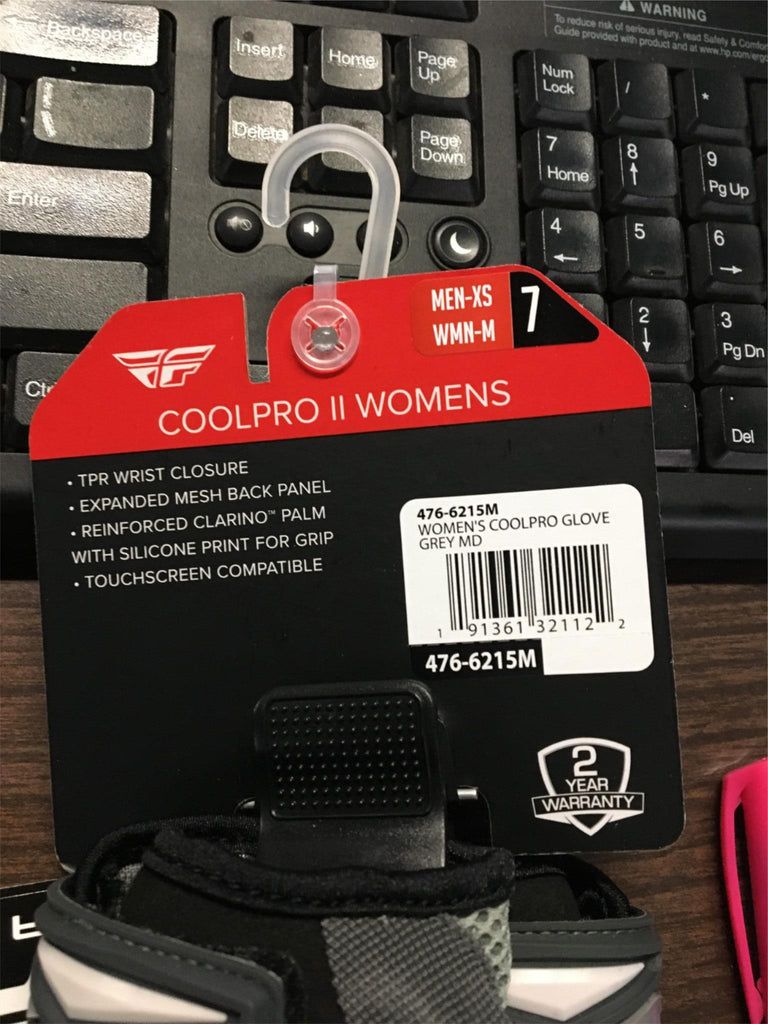 WARNING
To reduce risk of serious injury, read Safety & Comfort
Guide provided with product and at www.hp.com/ergo
Backspace
Insert
Home
Page
Up
Num
Lock
/
*
Delete
Page
Down
7
Home
8
9
Pg Up
Enter
4
5
6
2
3
Pg Dn
Ctrl
.
Del
MEN-XS
WMN-M
7
COOLPRO II WOMENS
• TPR WRIST CLOSURE
• EXPANDED MESH BACK PANEL
• REINFORCED CLARINO™ PALM
WITH SILICONE PRINT FOR GRIP
• TOUCHSCREEN COMPATIBLE
476-6215M
WOMEN'S COOLPRO GLOVE
GREY MD
1 91361 32112 2
476-6215M
2
YEAR
WARRANTY